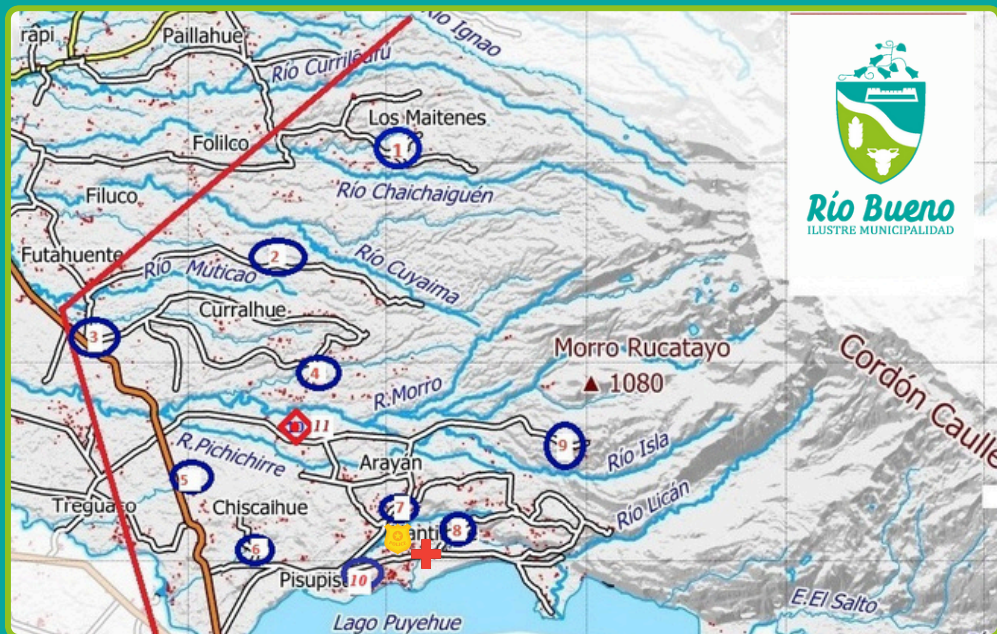 Río Ignao
rapi
Paillahue
Río Currileufú
Los Maitenes
1
Folilco
Río Chaichaiguén
Filuco
Río Bueno
ILUSTRE MUNICIPALIDAD
Futahuente
2
Río Muticao
Río Cuyaima
Curralhue
3
Morro Rucatayo
1080
Cordón Caulle
4
R.Morro
11
9
R.Pichichirre
Arayán
Río Isla
5
Treguaco
Chiscaihue
7
Río Licán
8
6
Pisupis
10
E.El Salto
Lago Puyehue